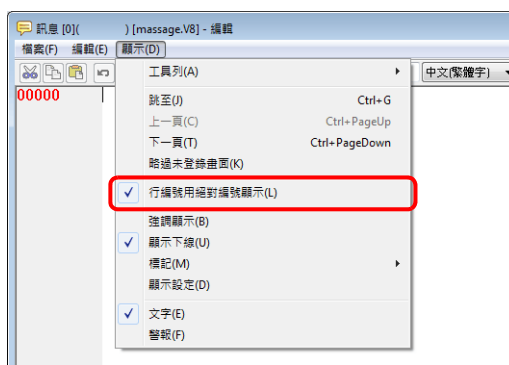 訊息 [0](          ) [massage.V8] - 編輯
檔案(F) 編輯(E) 顯示(D)
中文(繁體字)
00000
工具列(A)
跳至(J) Ctrl+G
上一頁(C) Ctrl+PageUp
下一頁(T) Ctrl+PageDown
略過未登錄畫面(K)
行編號用絕對編號顯示(L)
強調顯示(B)
顯示下線(U)
標記(M)
顯示設定(D)
文字(E)
警報(F)